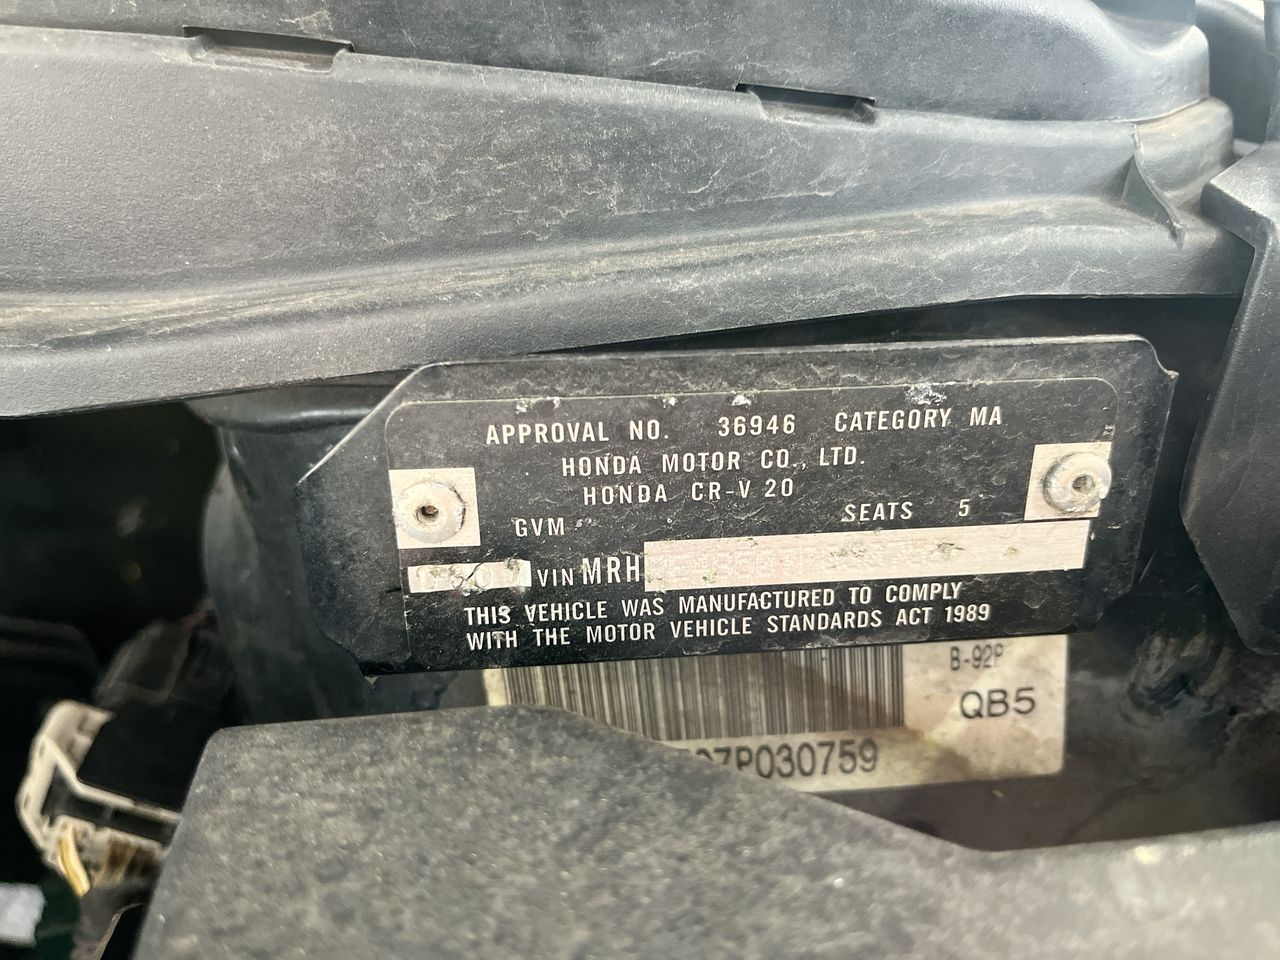 APPROVAL NO. 36946 CATEGORY MA
HONDA MOTOR CO., LTD.
HONDA CR-V 20
GVM SEATS 5
VIN MRH
THIS VEHICLE WAS MANUFACTURED TO COMPLY
WITH THE MOTOR VEHICLE STANDARDS ACT 1989
B-92P
QB5
7P030759